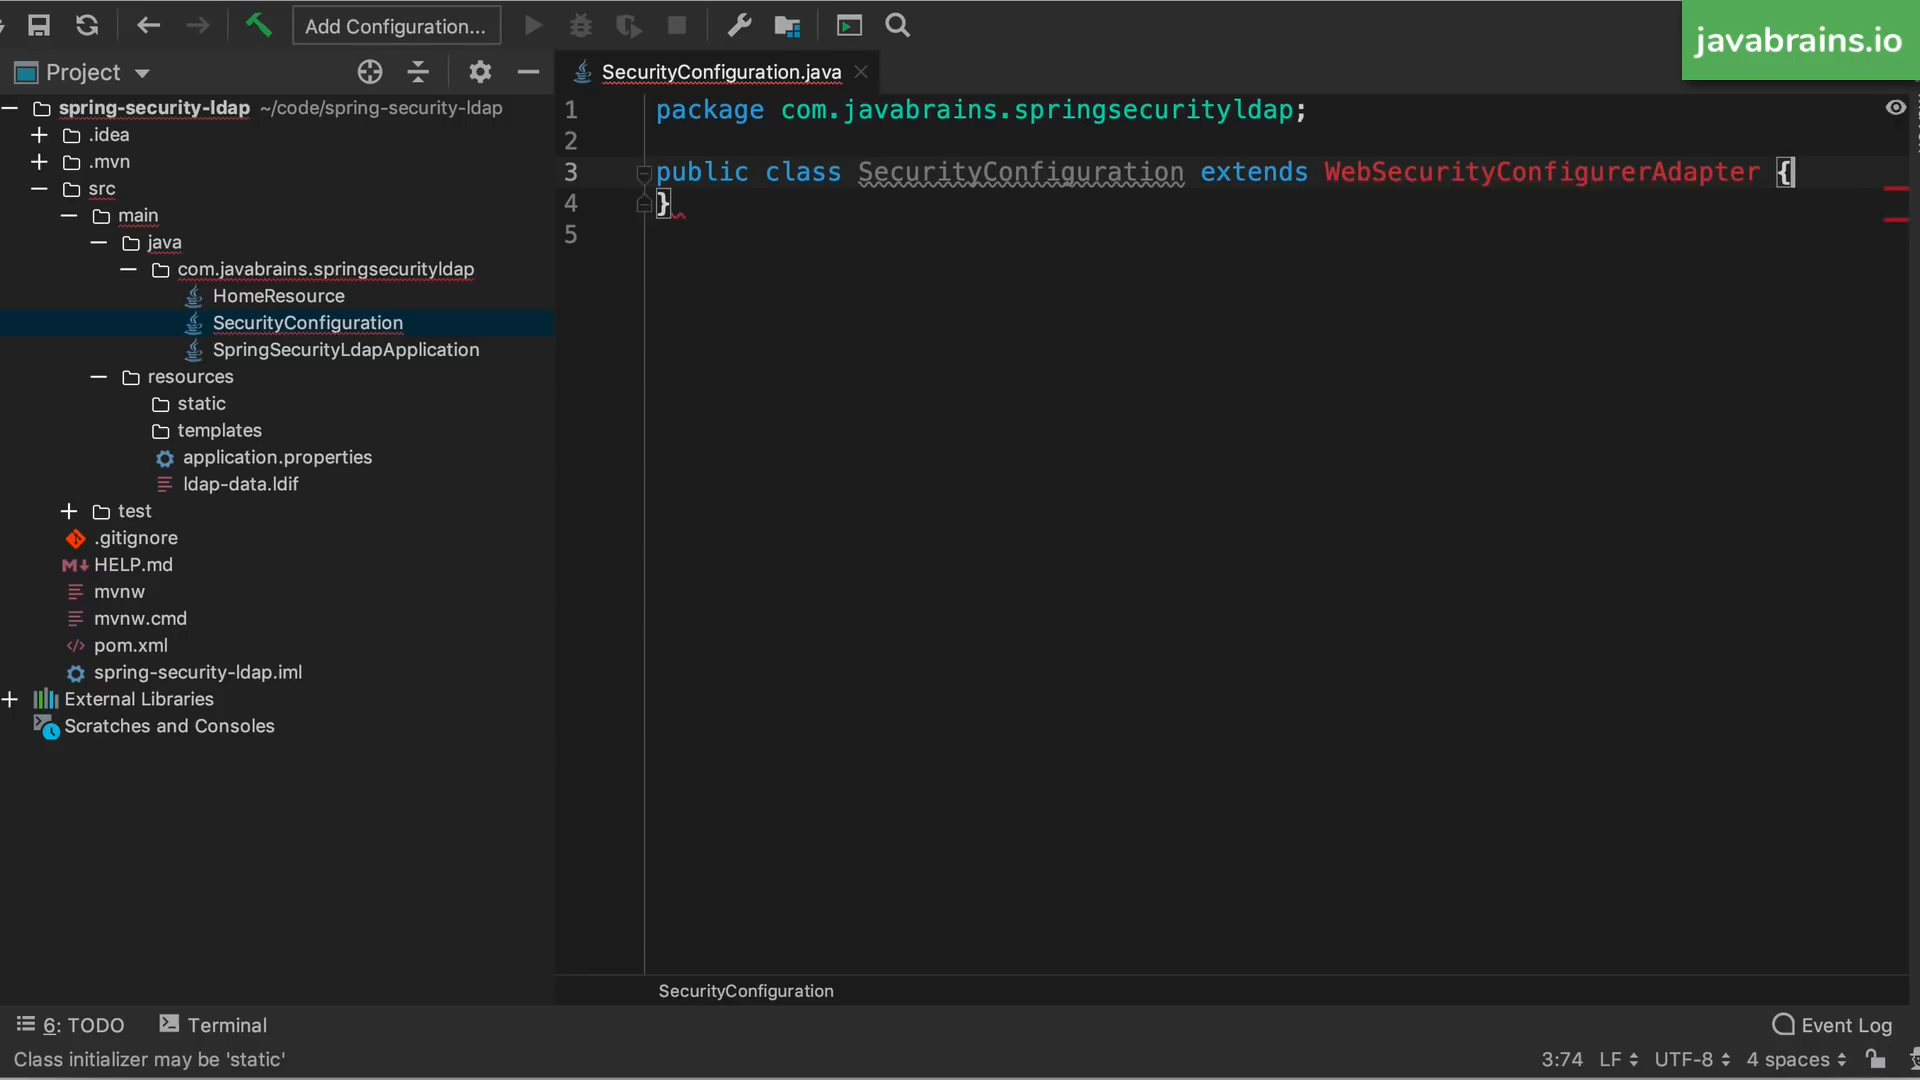 Add Configuration...
javabrains.io
Project
SecurityConfiguration.java
spring-security-ldap ~/code/spring-security-ldap
.idea
.mvn
src
main
java
com.javabrains.springsecurityldap
HomeResource
SecurityConfiguration
SpringSecurityLdapApplication
resources
static
templates
application.properties
ldap-data.ldif
test
.gitignore
M↓ HELP.md
mvnw
mvnw.cmd
</> pom.xml
spring-security-ldap.iml
External Libraries
Scratches and Consoles
1 package com.javabrains.springsecurityldap;
2
3 public class SecurityConfiguration extends WebSecurityConfigurerAdapter {
4 }
5
SecurityConfiguration
6: TODO
Terminal
Event Log
Class initializer may be 'static'
3:74 LF UTF-8 4 spaces